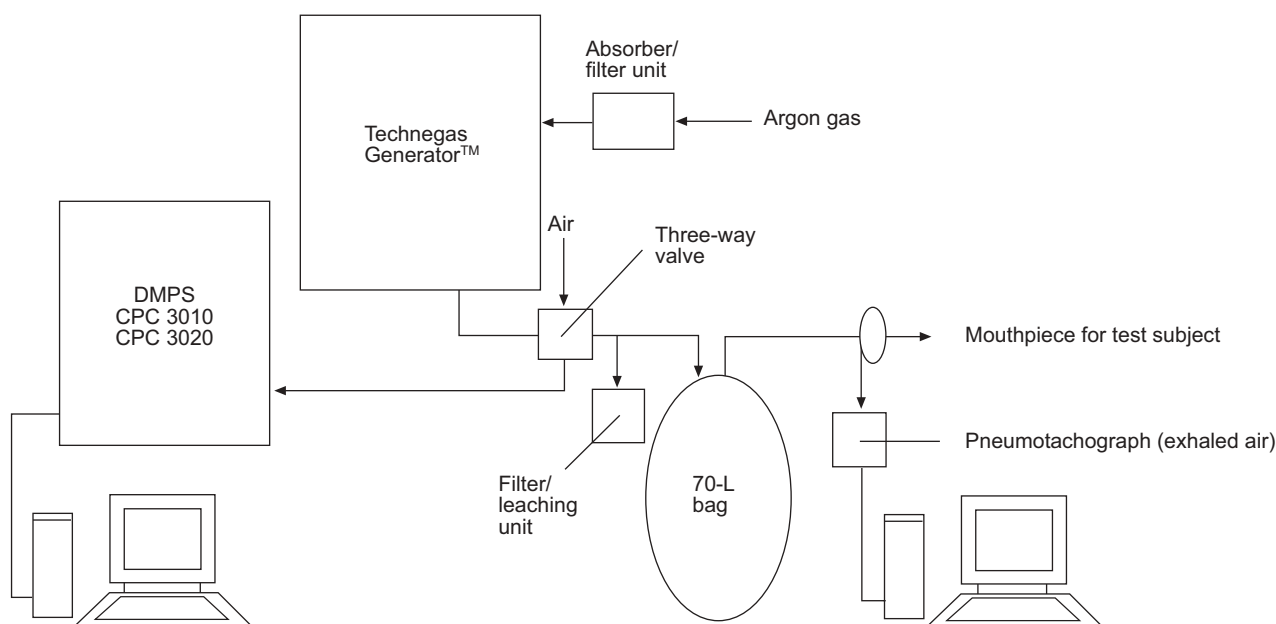 Absorber/
filter unit
Argon gas
Technegas
Generator™
Air
Three-way
valve
DMPS
CPC 3010
CPC 3020
Mouthpiece for test subject
Pneumotachograph (exhaled air)
Filter/
leaching
unit
70-L
bag